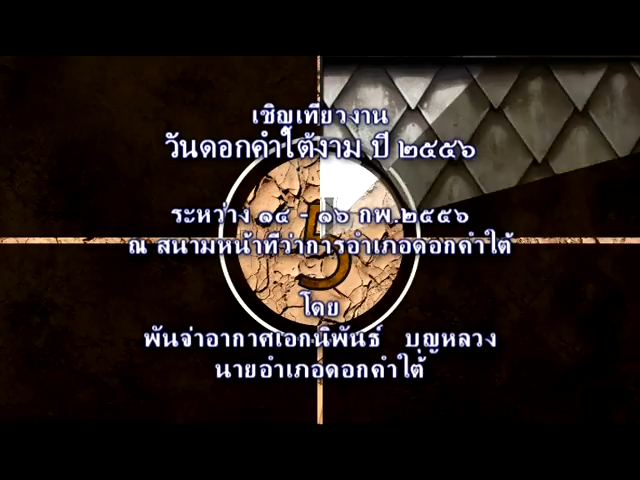 เชิญเที่ยวงาน
วันดอกคำใต้งาม ปี ๒๕๕๖
ระหว่าง ๑๔ - ๑๖ กพ.๒๕๕๖
ณ สนามหน้าที่ว่าการอำเภอดอกคำใต้
5
โดย
พันจ่าอากาศเอกนิพันธ์ บุญหลวง
นายอำเภอดอกคำใต้